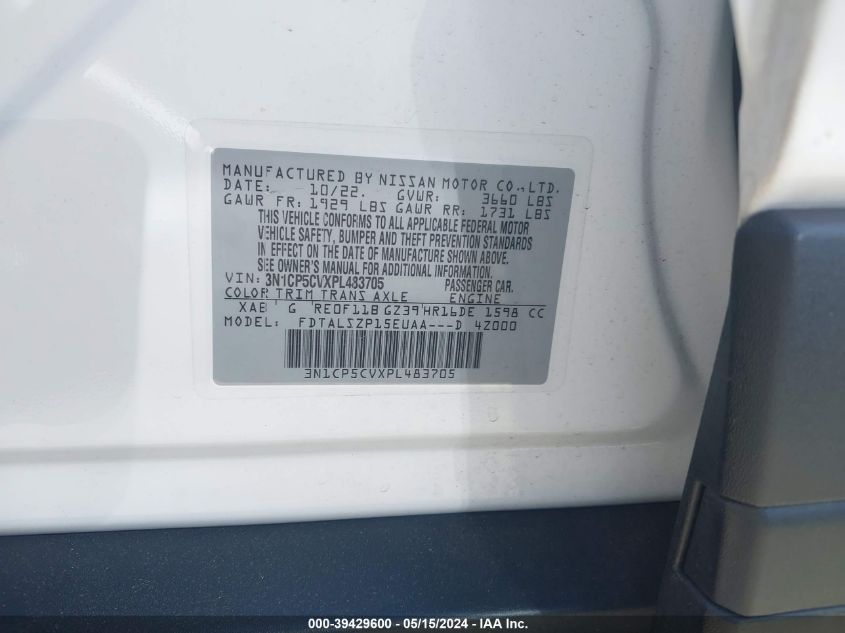 MANUFACTURED BY NISSAN MOTOR CO.,LTD.
DATE: 10/22. GVWR: 3660 LBS
GAWR FR: 1929 LBS GAWR RR: 1731 LBS
THIS VEHICLE CONFORMS TO ALL APPLICABLE FEDERAL MOTOR
VEHICLE SAFETY, BUMPER AND THEFT PREVENTION STANDARDS
IN EFFECT ON THE DATE OF MANUFACTURE SHOWN ABOVE.
SEE OWNER'S MANUAL FOR ADDITIONAL INFORMATION.
VIN: 3N1CP5CVXPL483705 PASSENGER CAR.
COLOR TRIM TRANS AXLE ENGINE
XAB G RE0F11B GZ39 HR16DE 1598 CC
MODEL: FDTALSZP15EUAA---D 4Z000
3N1CP5CVXPL483705
000-39429600 - 05/15/2024 - IAA Inc.